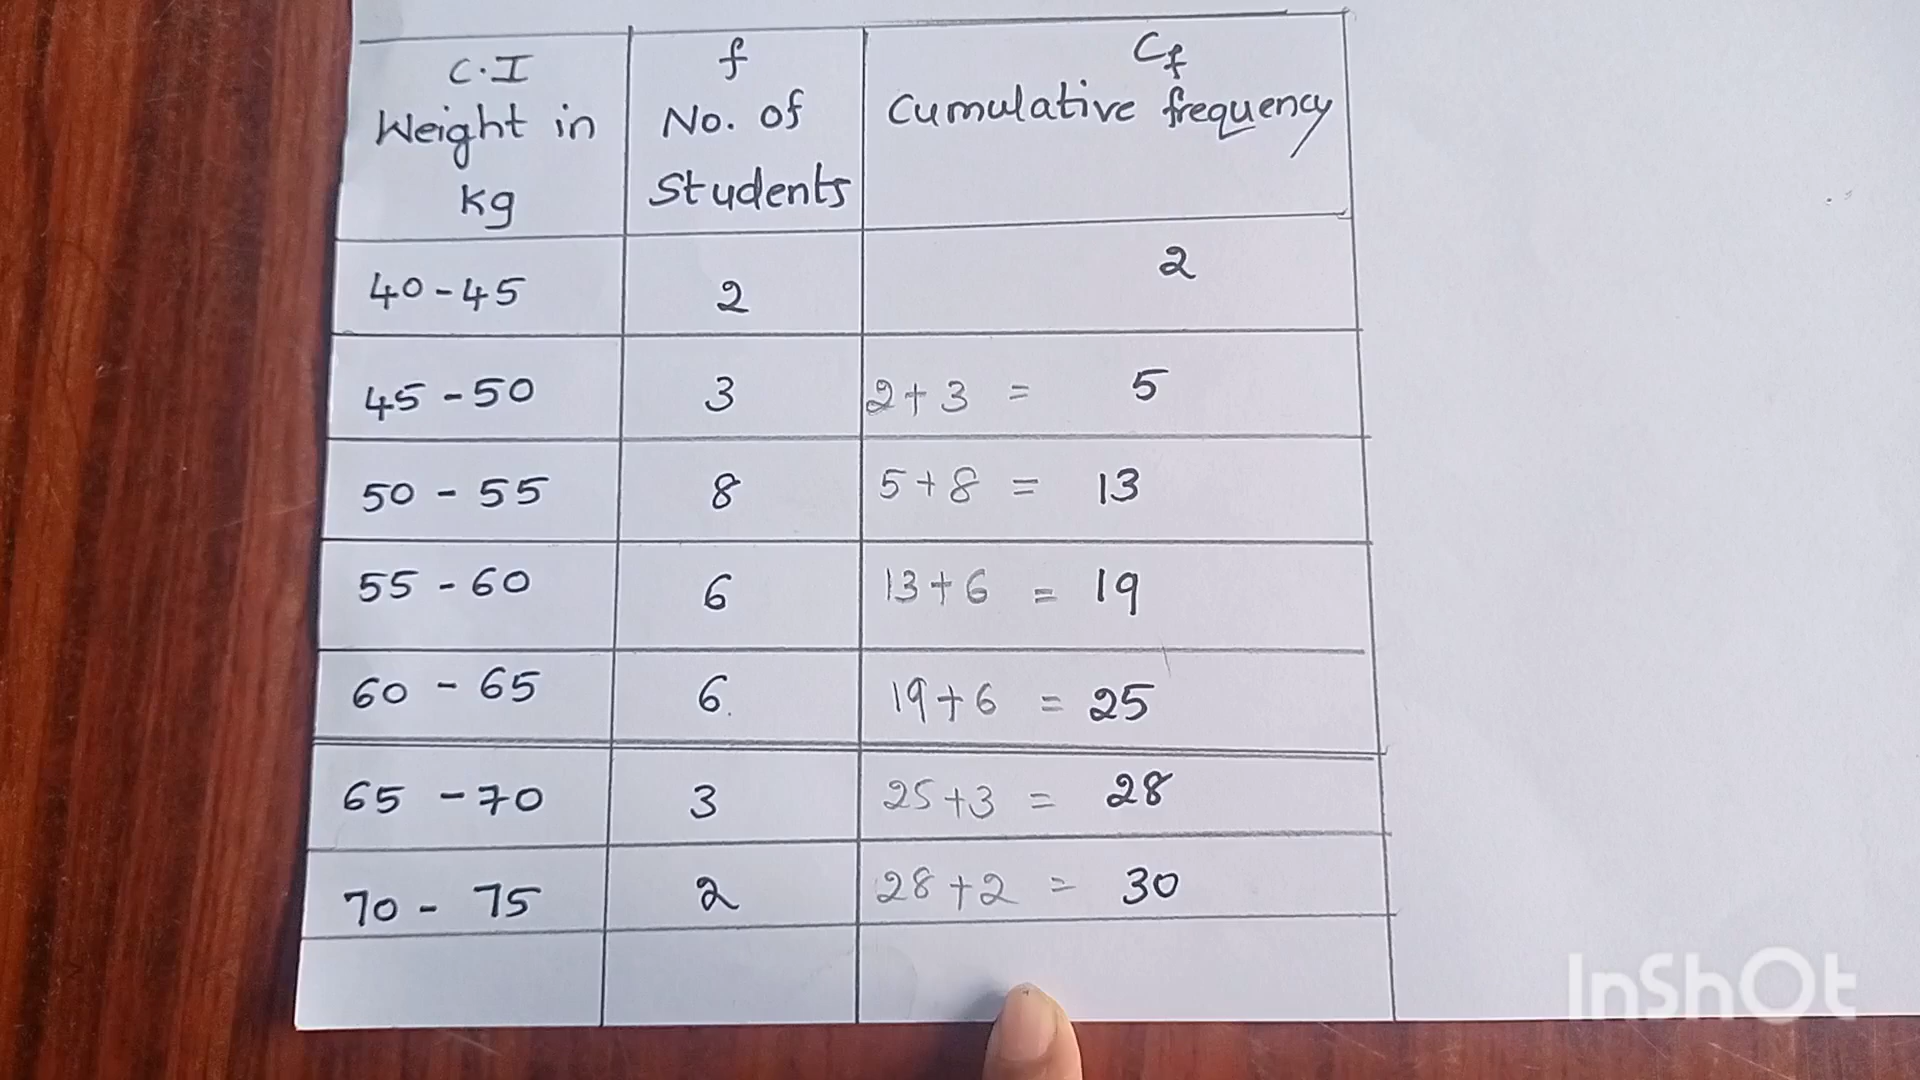 C.I f Cf
Weight in No. of Cumulative frequency
kg Students
40-45 2 2
45-50 3 2+3 = 5
50-55 8 5+8 = 13
55-60 6 13+6 = 19
60-65 6. 19+6 = 25
65-70 3 25+3 = 28
70-75 2 28+2 = 30
InShOt